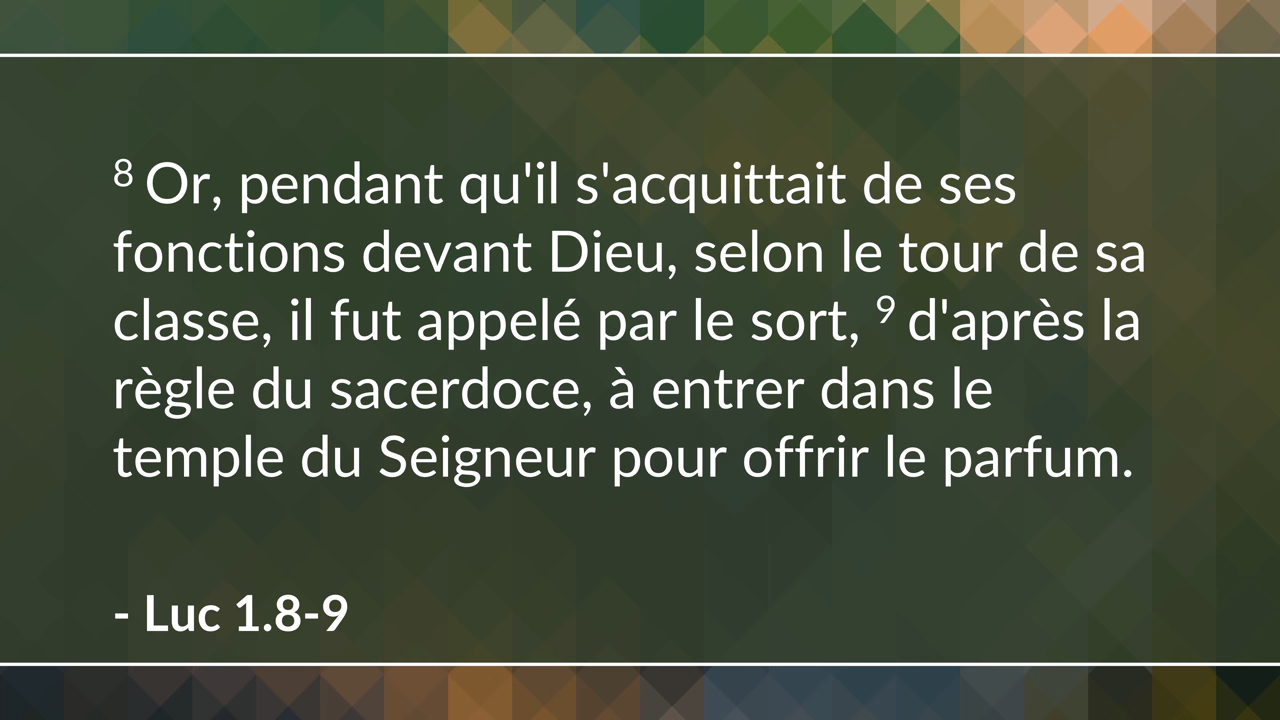 8 Or, pendant qu'il s'acquittait de ses
fonctions devant Dieu, selon le tour de sa
classe, il fut appelé par le sort, 9 d'après la
règle du sacerdoce, à entrer dans le
temple du Seigneur pour offrir le parfum.
- Luc 1.8-9